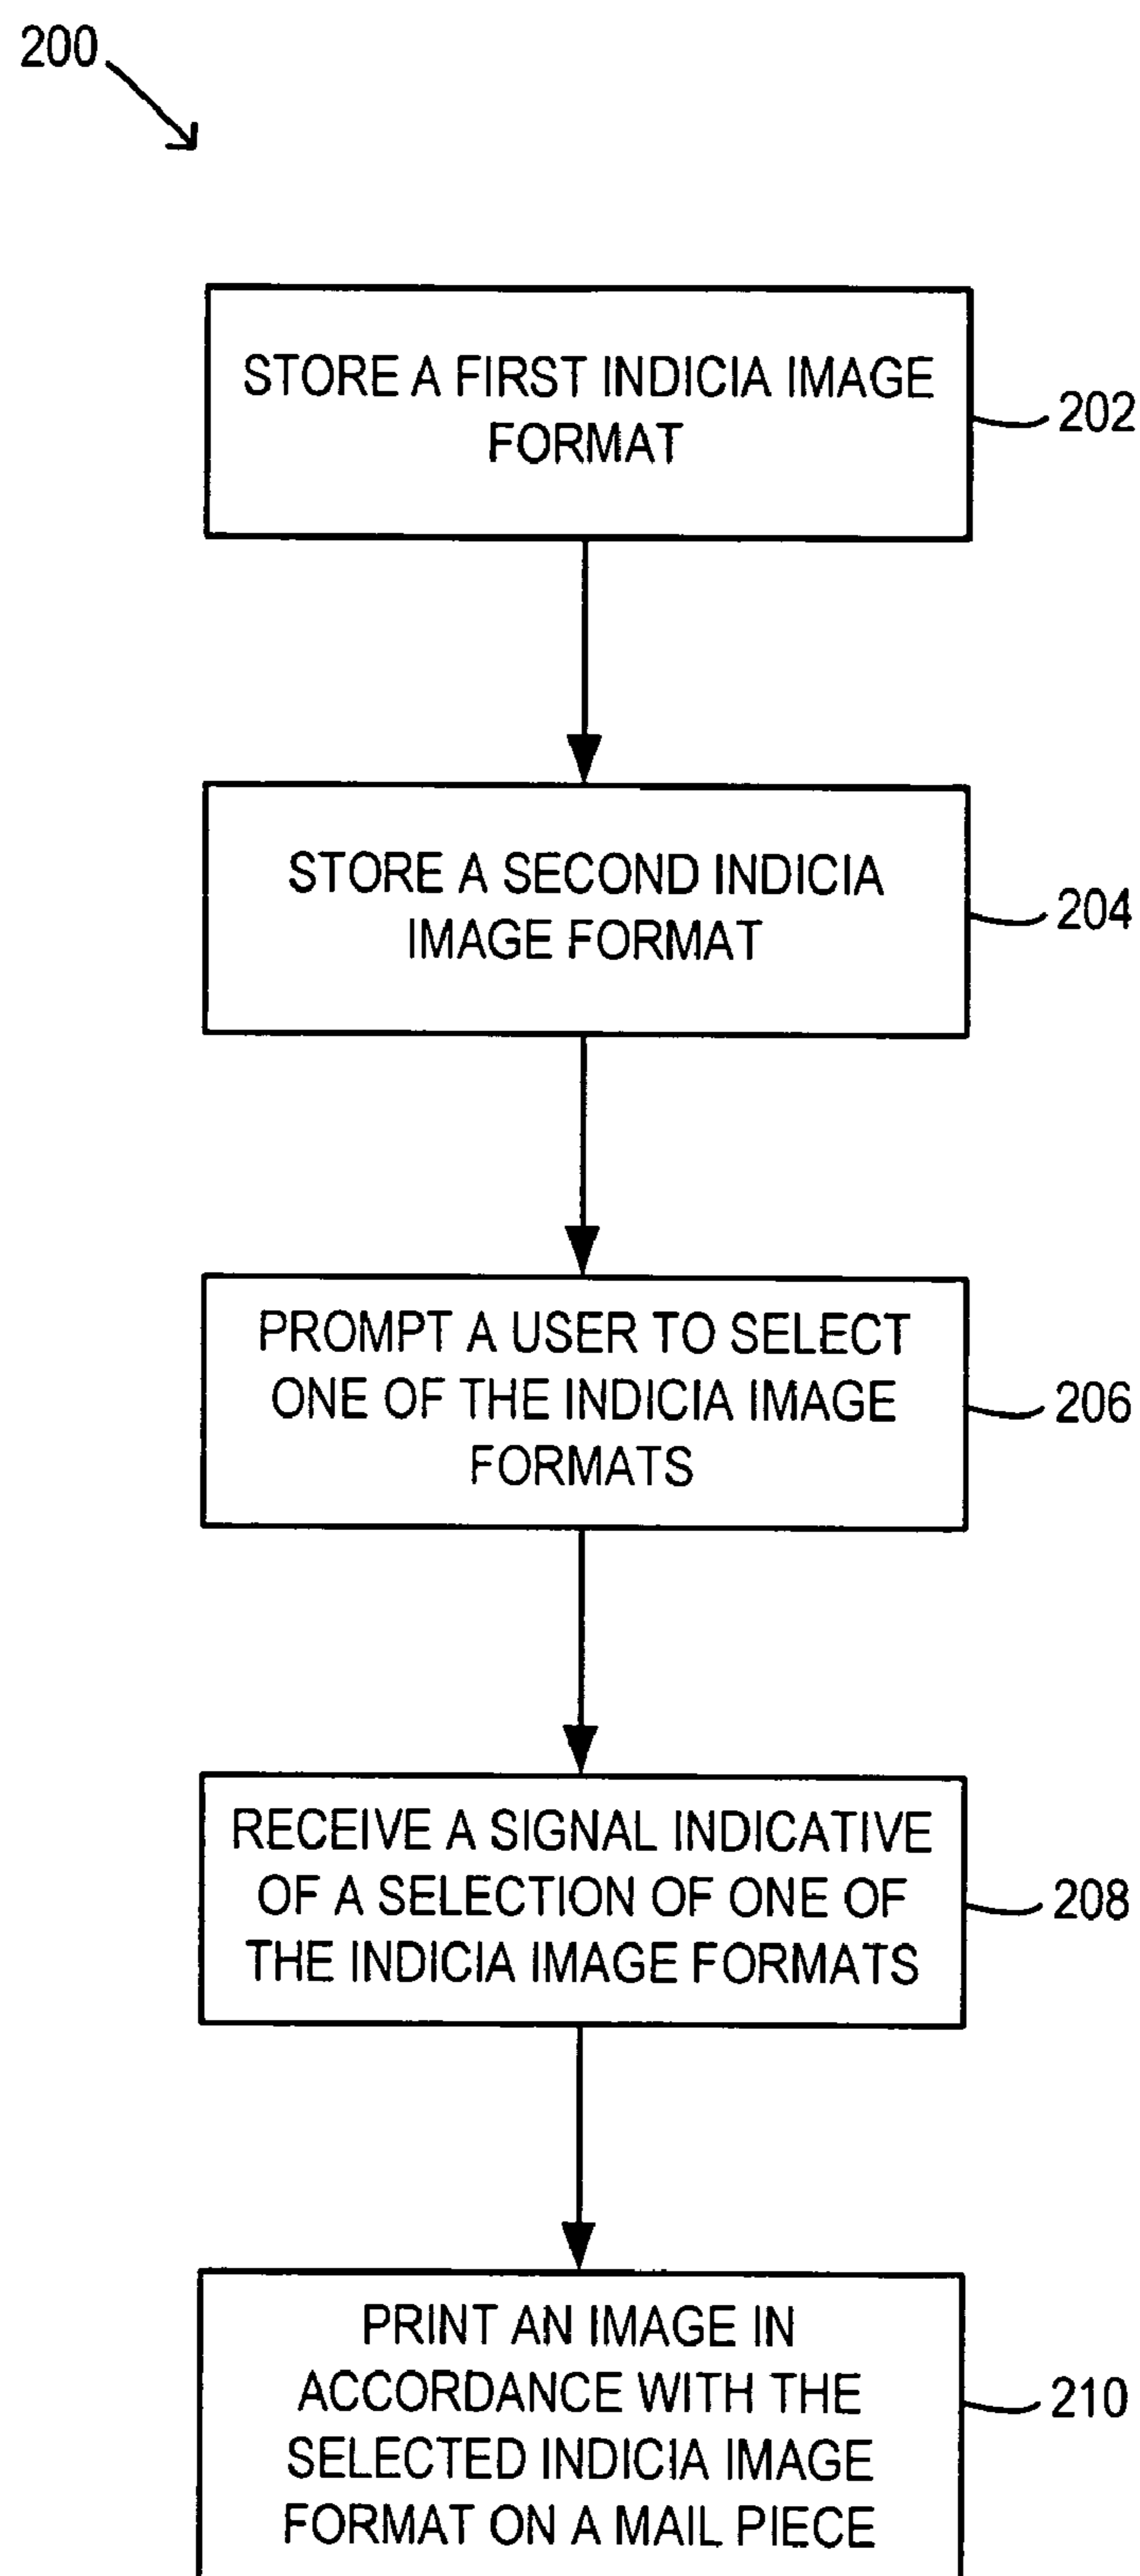 200
STORE A FIRST INDICIA IMAGE
FORMAT
202
STORE A SECOND INDICIA
IMAGE FORMAT
204
PROMPT A USER TO SELECT
ONE OF THE INDICIA IMAGE
FORMATS
206
RECEIVE A SIGNAL INDICATIVE
OF A SELECTION OF ONE OF
THE INDICIA IMAGE FORMATS
208
PRINT AN IMAGE IN
ACCORDANCE WITH THE
SELECTED INDICIA IMAGE
FORMAT ON A MAIL PIECE
210